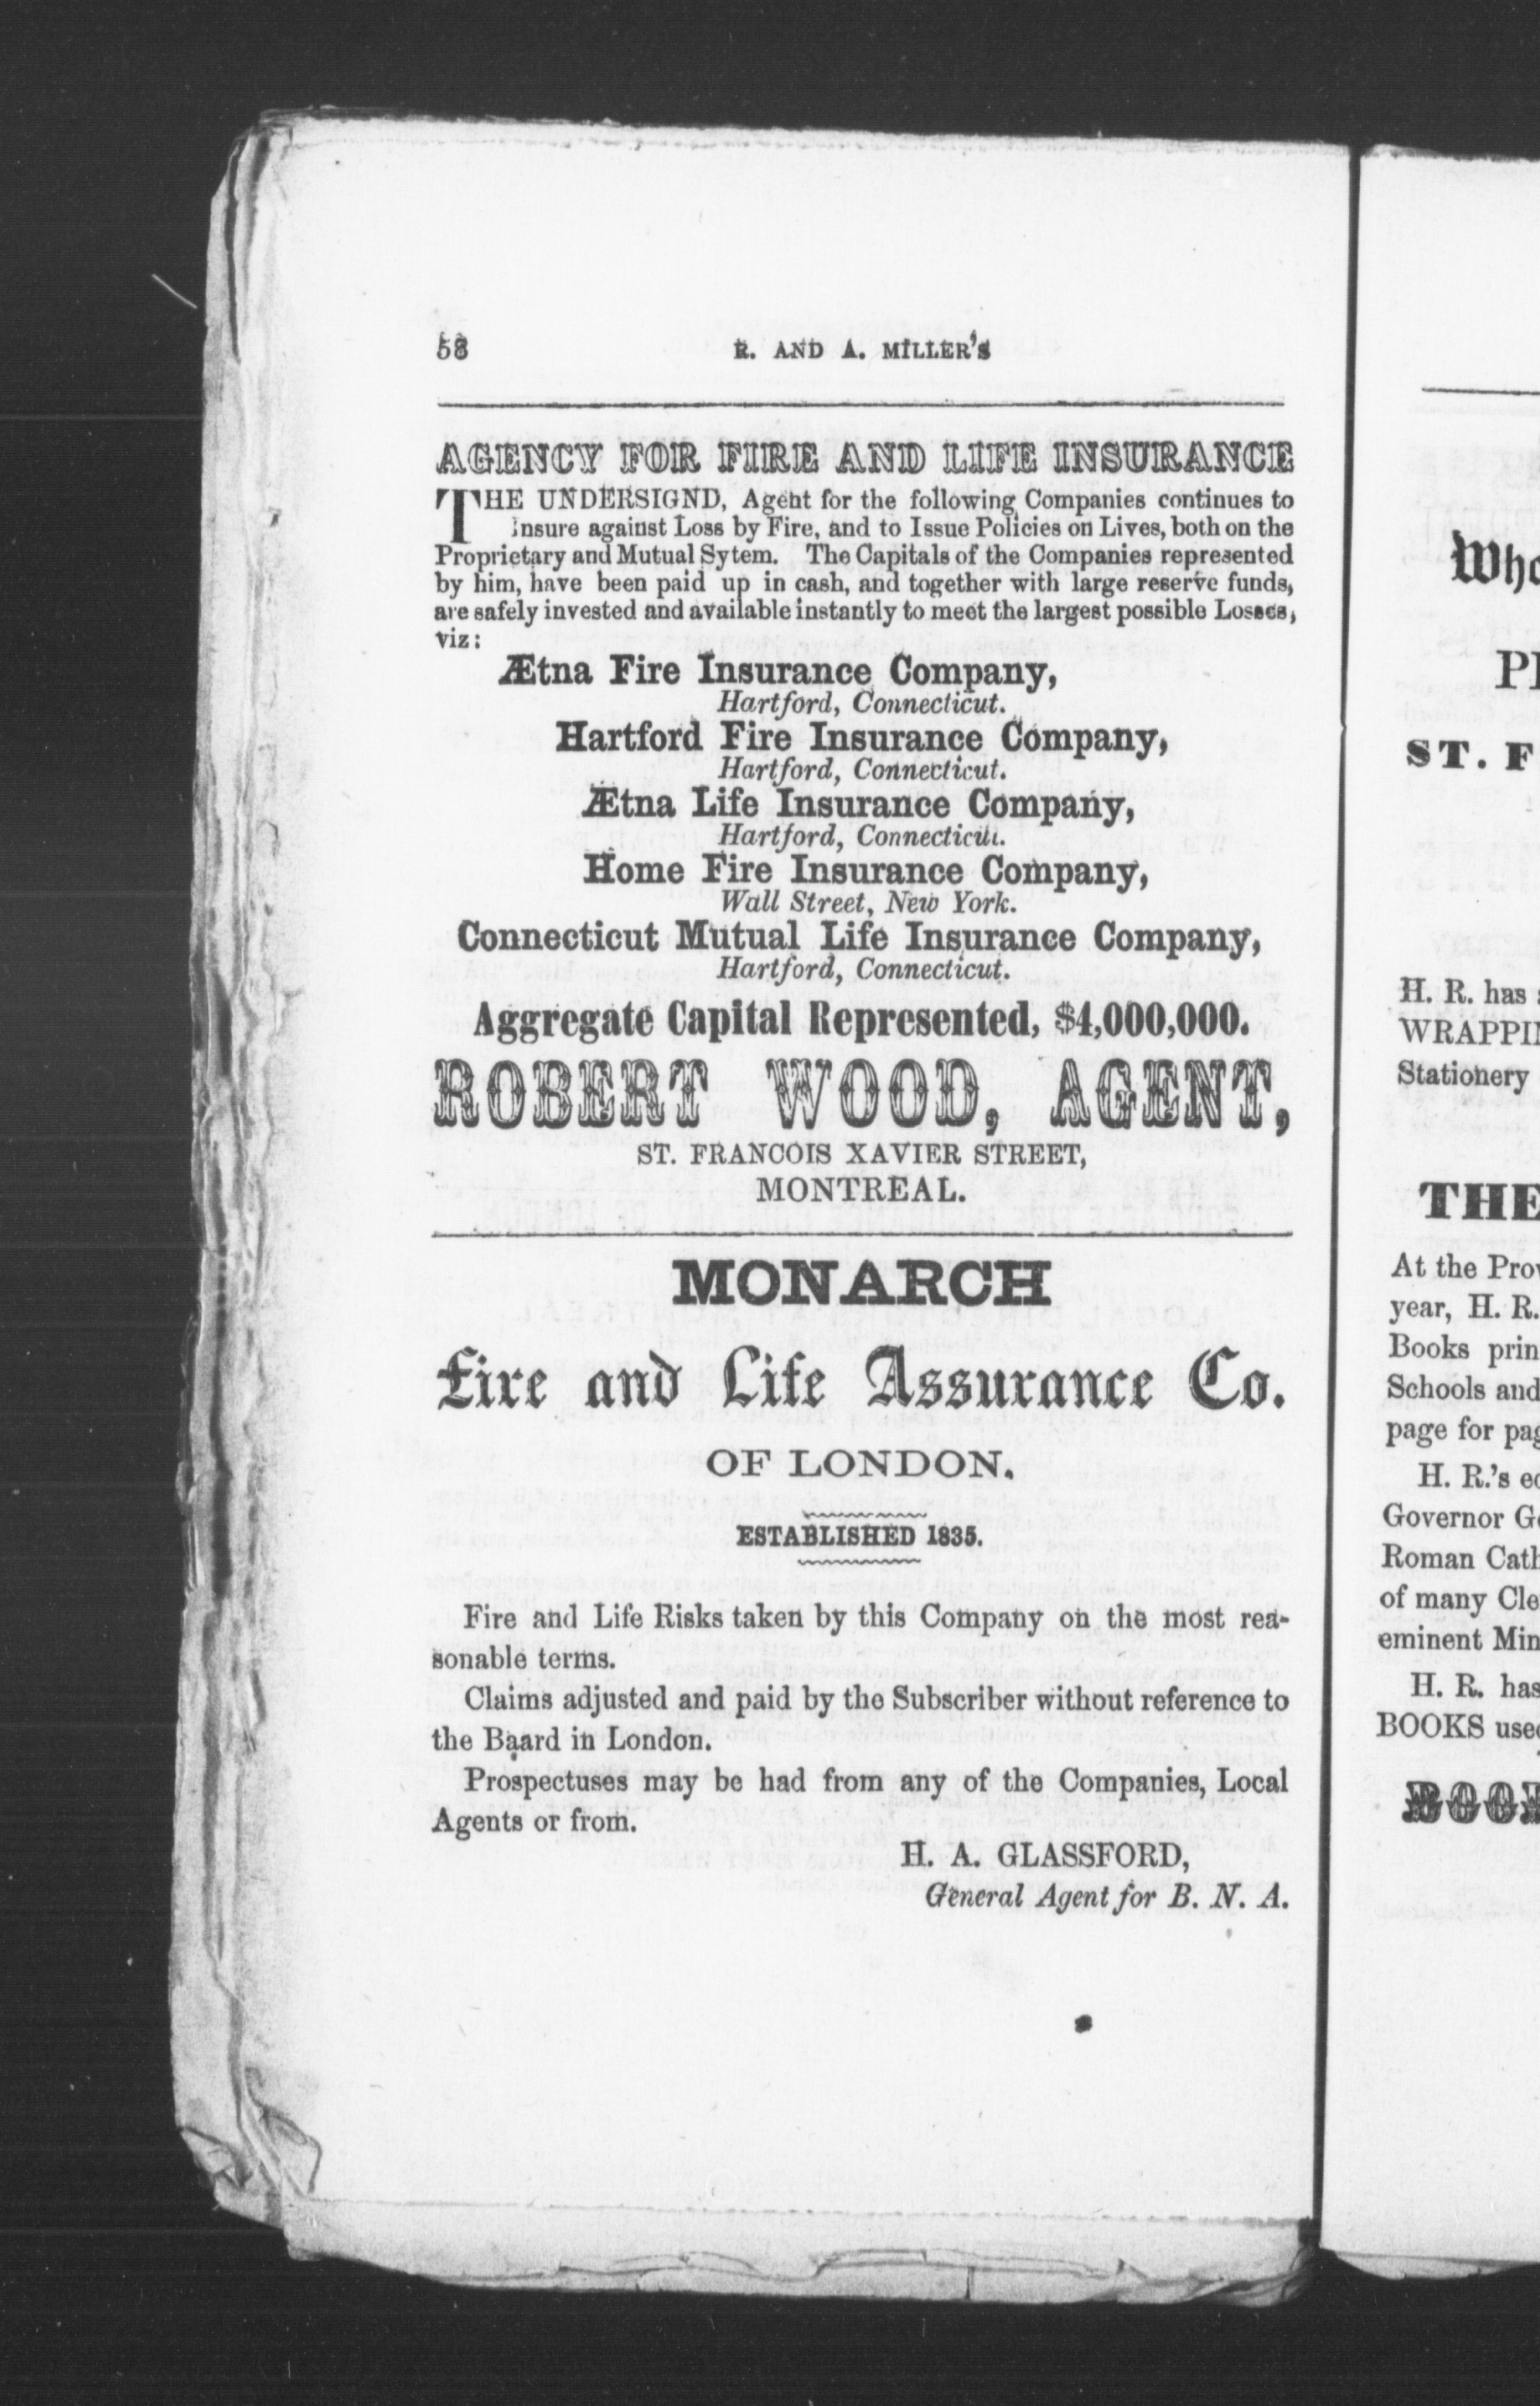 58
R. AND A. MILLER'S
AGENCY FOR FIRE AND LIFE INSURANCE
THE UNDERSIGND, Agent for the following Companies continues to
insure against Loss by Fire, and to Issue Policies on Lives, both on the
Proprietary and Mutual Sytem. The Capitals of the Companies represented
by him, have been paid up in cash, and together with large reserve funds,
are safely invested and available instantly to meet the largest possible Losses,
viz:
Ætna Fire Insurance Company,
Hartford, Connecticut.
Hartford Fire Insurance Company,
Hartford, Connecticut.
Ætna Life Insurance Company,
Hartford, Connecticut.
Home Fire Insurance Company,
Wall Street, New York.
Connecticut Mutual Life Insurance Company,
Hartford, Connecticut.
Aggregate Capital Represented, $4,000,000.
ROBERT WOOD, AGENT,
ST. FRANCOIS XAVIER STREET,
MONTREAL.
MONARCH
Fire and Life Assurance Co.
OF LONDON.
ESTABLISHED 1835.
Fire and Life Risks taken by this Company on the most rea-
sonable terms.
Claims adjusted and paid by the Subscriber without reference to
the Baard in London.
Prospectuses may be had from any of the Companies, Local
Agents or from.
H. A. GLASSFORD,
General Agent for B. N. A.
ST. F
H. R. has
WRAPPI
Stationery
THE
At the Pro
year, H. R.
Books prin
Schools and
page for pa
H. R.'s
Governor G
Roman Cath
of many Cle
eminent Min
H. R. has
BOOKS use
BOO